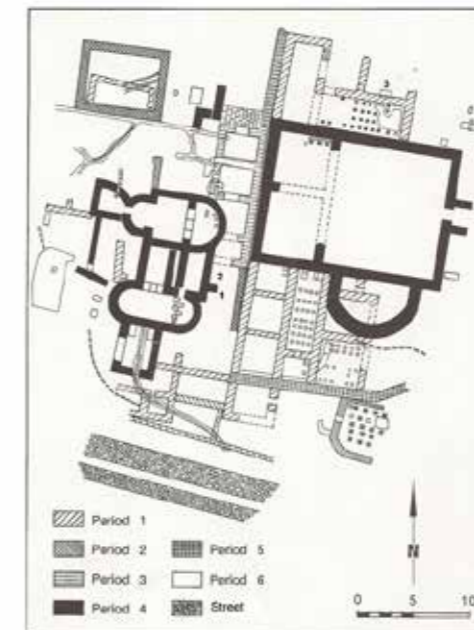 3
2
1
Period 1
Period 2 Period 5
Period 3 Period 6
Period 4 Street
N
0 5 10